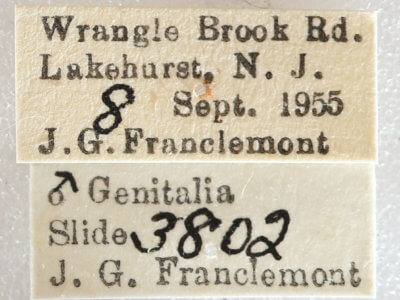 Wrangle Brook Rd.
Lakehurst, N. J.
8 Sept. 1955
J. G. Franclemont
♂ Genitalia
Slide 3802
J. G. Franclemont